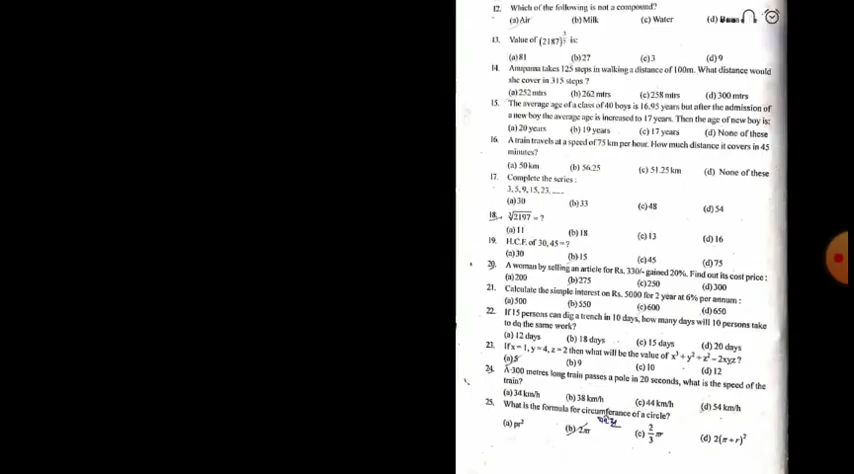 12. Which of the following is not a compound?
(a) Air (b) Milk (c) Water (d)
13. Value of (2187)^ is:
(a) 81 (b) 27 (c) 3 (d) 9
14. Anupama takes 125 steps in walking a distance of 100m. What distance would
she cover in 315 steps ?
(a) 252 mtrs (b) 262 mtrs (c) 258 mtrs (d) 300 mtrs
15. The average age of a class of 40 boys is 16.95 years but after the admission of
a new boy the average age is increased to 17 years. Then the age of new boy is:
(a) 20 years (b) 19 years (c) 17 years (d) None of these
16. A train travels at a speed of 75 km per hour. How much distance it covers in 45
minutes?
(a) 50 km (b) 56.25 (c) 51.25 km (d) None of these
17. Complete the series :
3, 5, 9, 15, 23, ....
(a) 30 (b) 33 (c) 48 (d) 54
18. ∛2197 = ?
(a) 11 (b) 18 (c) 13 (d) 16
19. H.C.F. of 30, 45 = ?
(a) 30 (b) 15 (c) 45 (d) 75
20. A woman by selling an article for Rs. 330/- gained 20%. Find out its cost price :
(a) 200 (b) 275 (c) 250 (d) 300
21. Calculate the simple interest on Rs. 5000 for 2 year at 6% per annum :
(a) 500 (b) 550 (c) 600 (d) 650
22. If 15 persons can dig a trench in 10 days, how many days will 10 persons take
to do the same work?
(a) 12 days (b) 18 days (c) 15 days (d) 20 days
23. If x = 1, y = 4, z = 2 then what will be the value of x³ + y² + z² – 2xyz ?
(a) 5 (b) 9 (c) 10 (d) 12
24. A 300 metres long train passes a pole in 20 seconds, what is the speed of the
train?
(a) 34 km/h (b) 38 km/h (c) 44 km/h (d) 54 km/h
25. What is the formula for circumferance of a circle?
(a) pr² (b) 2πr (c) 2/3 πr (d) 2(π + r)²